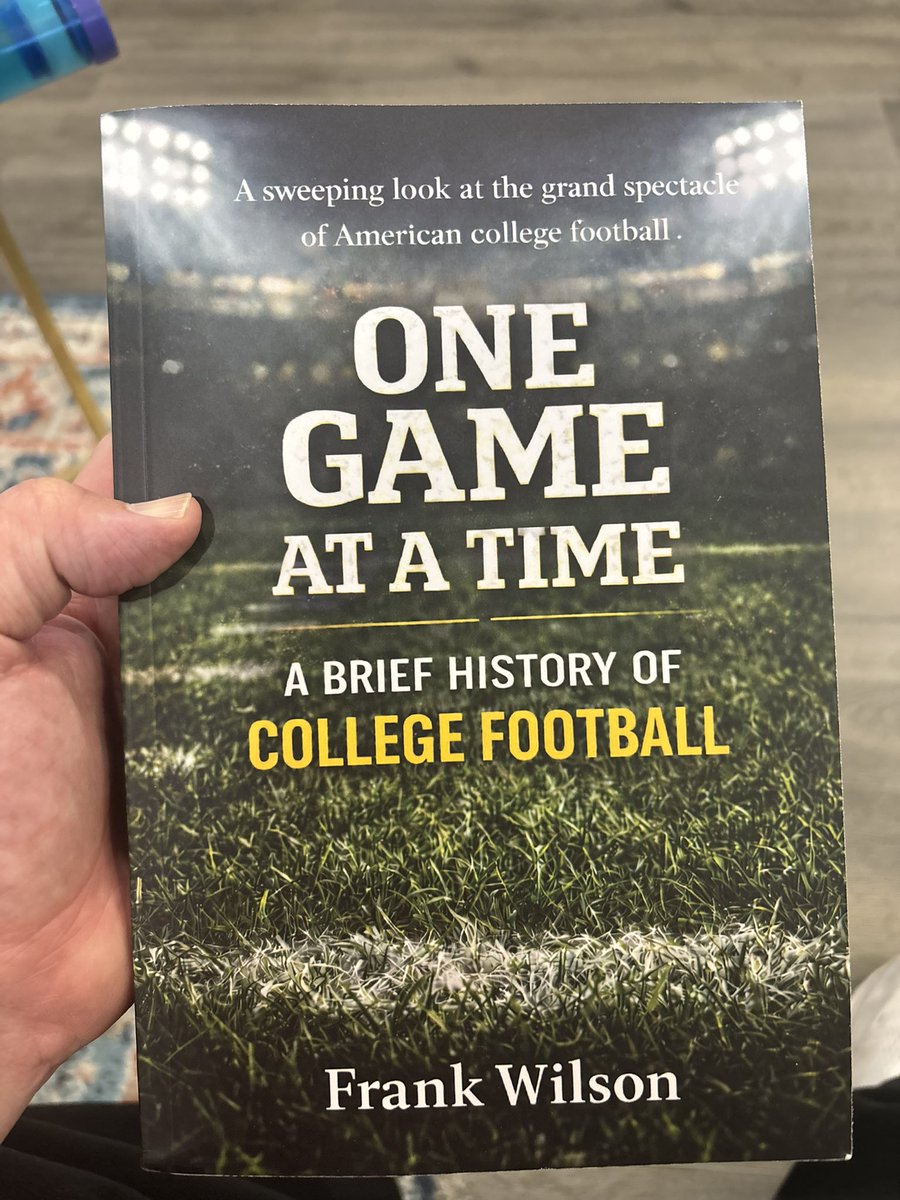 A sweeping look at the grand spectacle
of American college football .
ONE
GAME
AT A TIME
A BRIEF HISTORY OF
COLLEGE FOOTBALL
Frank Wilson